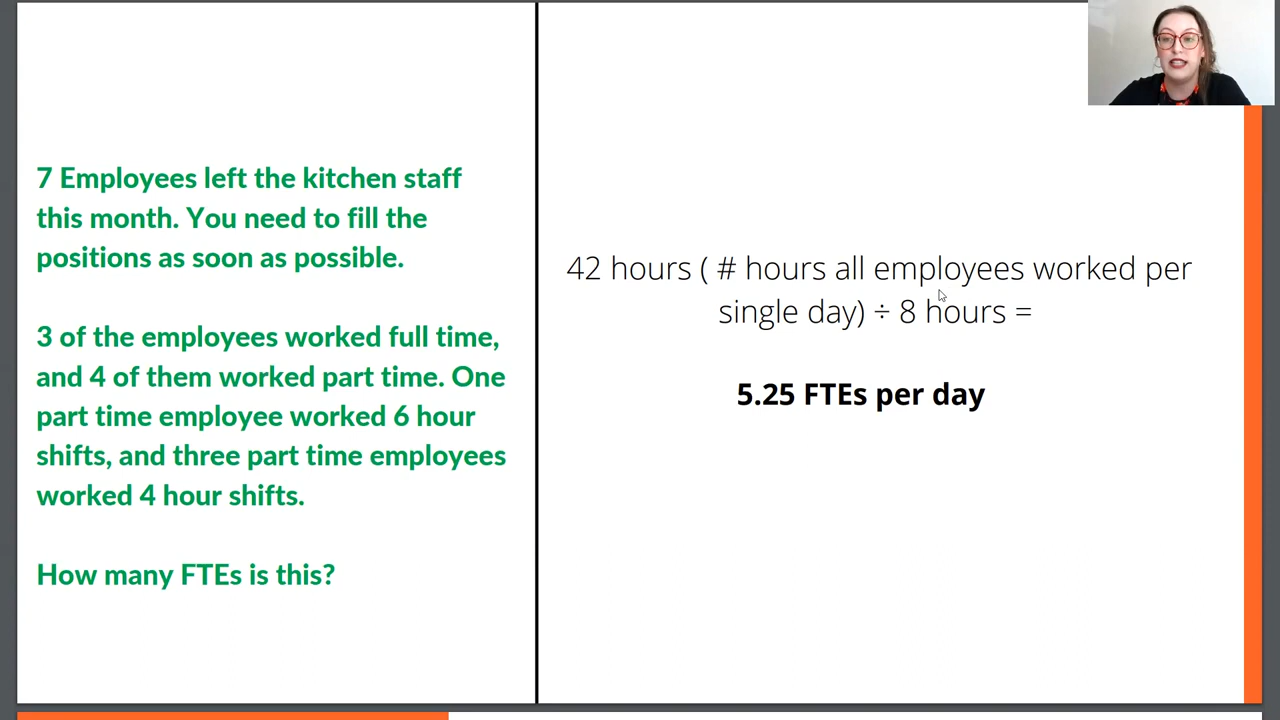 7 Employees left the kitchen staff
this month. You need to fill the
positions as soon as possible.
3 of the employees worked full time,
and 4 of them worked part time. One
part time employee worked 6 hour
shifts, and three part time employees
worked 4 hour shifts.
How many FTEs is this?
42 hours ( # hours all employees worked per
single day) ÷ 8 hours =
5.25 FTEs per day